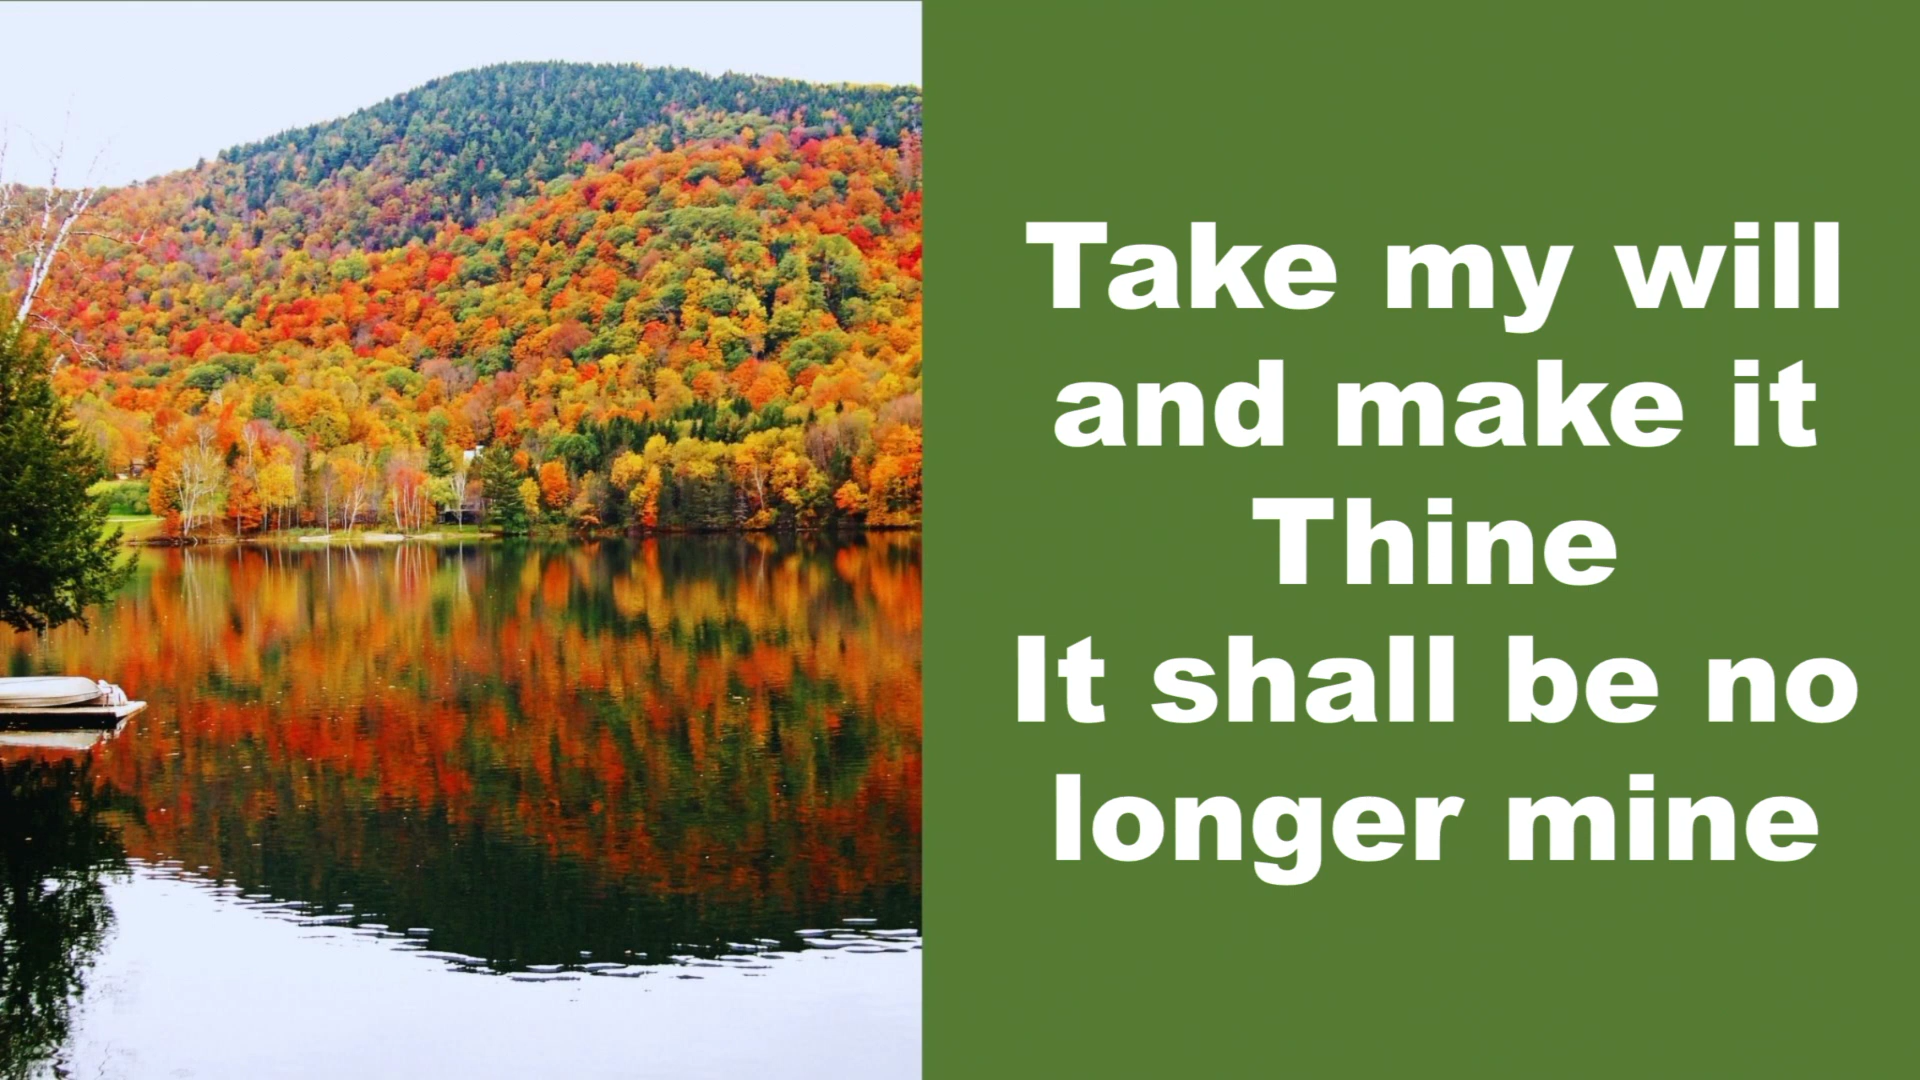 Take my will
and make it
Thine
It shall be no
longer mine